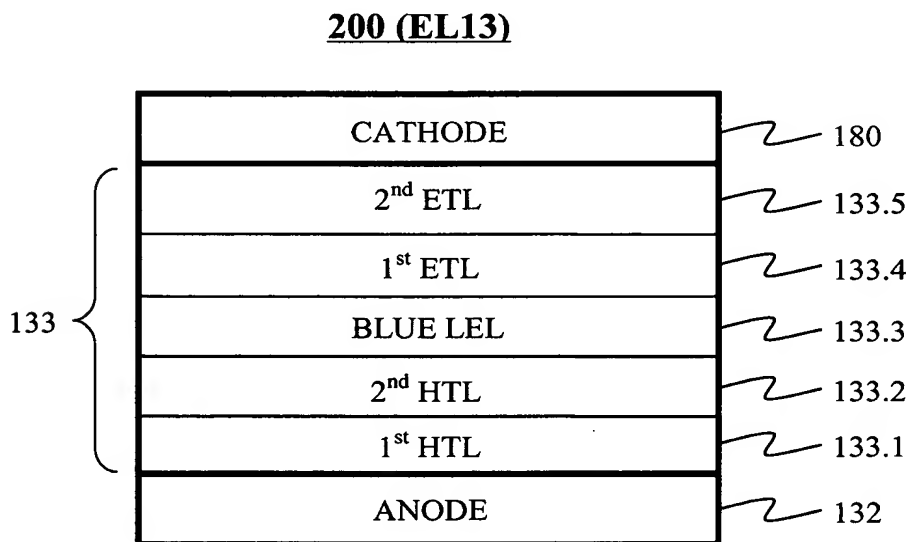 200 (EL13)
CATHODE 180
2nd ETL 133.5
1st ETL 133.4
133 BLUE LEL 133.3
2nd HTL 133.2
1st HTL 133.1
ANODE 132